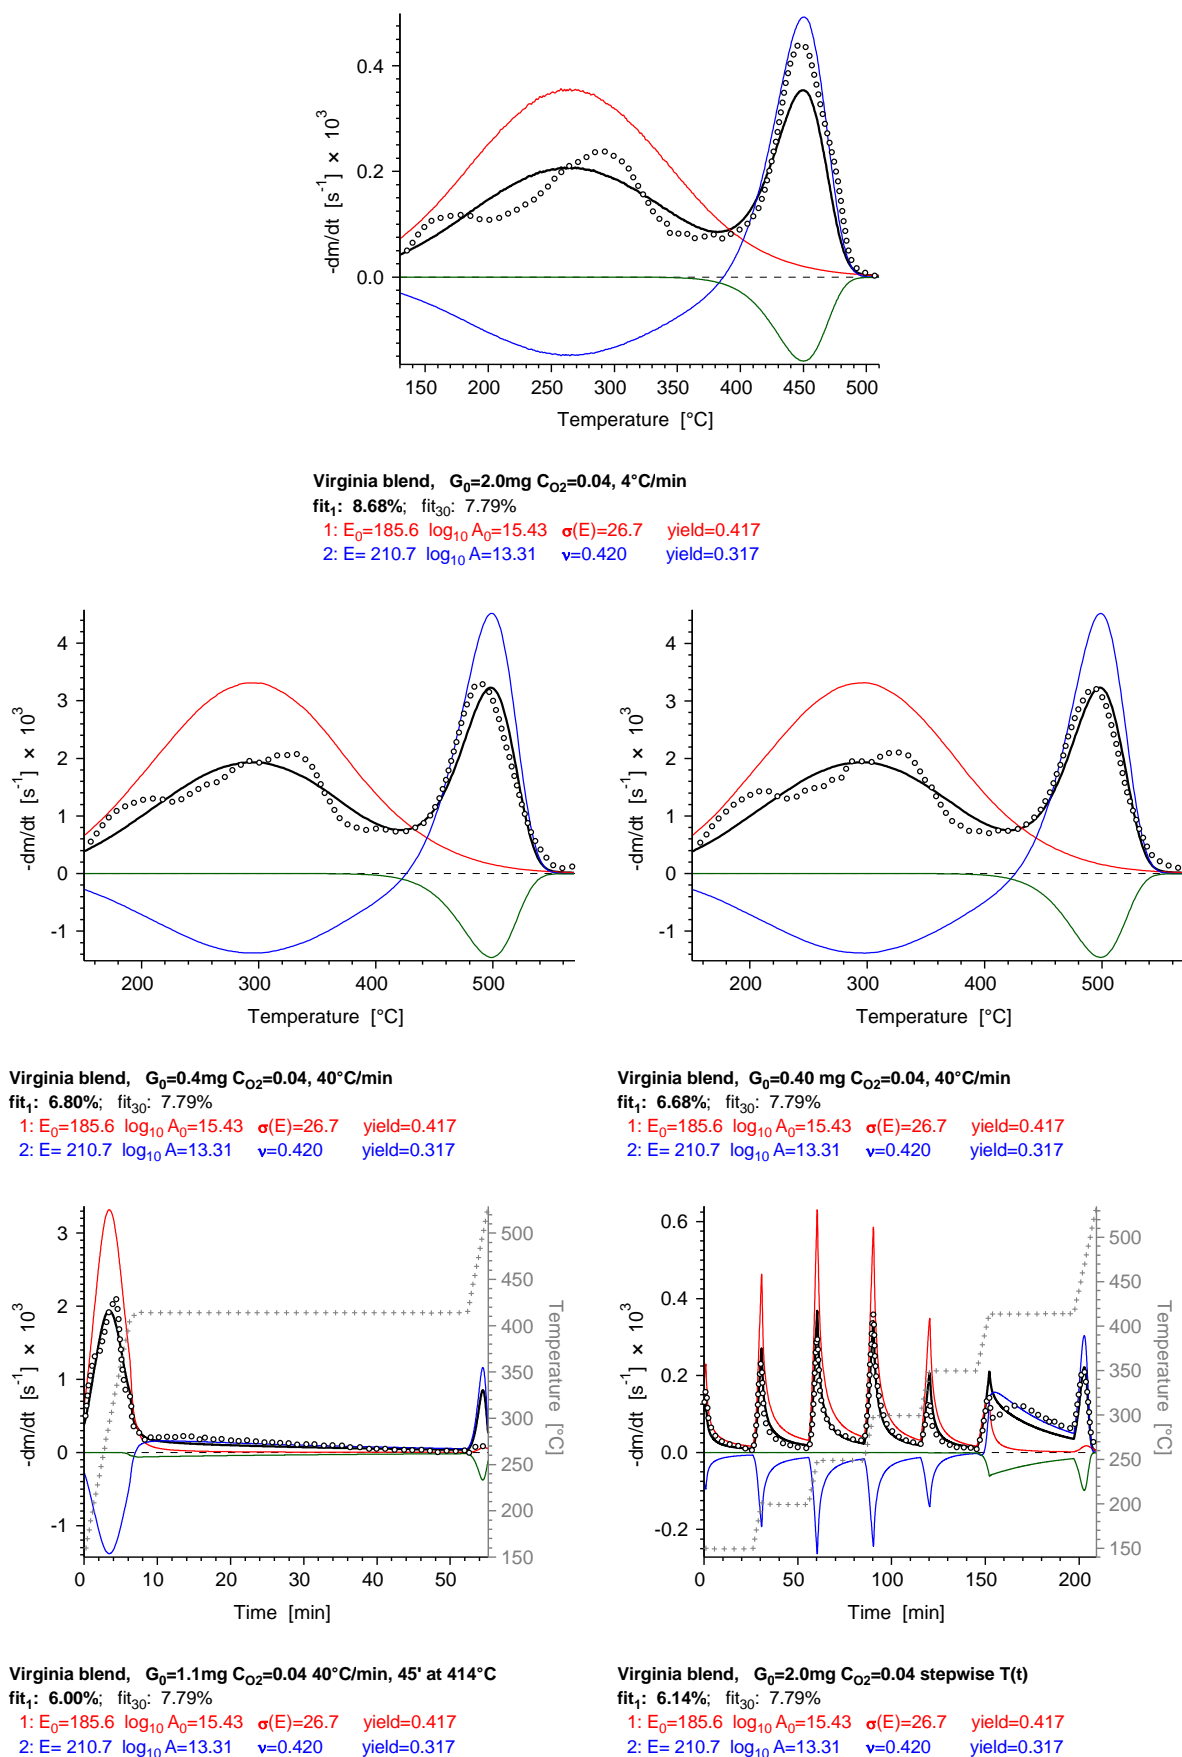 0.4
0.2
0.0
-dm/dt [s⁻¹] × 10³
150 200 250 300 350 400 450 500
Temperature [°C]
Virginia blend, G₀=2.0mg C_O2=0.04, 4°C/min
fit₁: 8.68%; fit₃₀: 7.79%
1: E₀=185.6 log₁₀ A₀=15.43 σ(E)=26.7 yield=0.417
2: E= 210.7 log₁₀ A=13.31 ν=0.420 yield=0.317
4
3
2
1
0
-1
-dm/dt [s⁻¹] × 10³
200 300 400 500
Temperature [°C]
Virginia blend, G₀=0.4mg C_O2=0.04, 40°C/min
fit₁: 6.80%; fit₃₀: 7.79%
1: E₀=185.6 log₁₀ A₀=15.43 σ(E)=26.7 yield=0.417
2: E= 210.7 log₁₀ A=13.31 ν=0.420 yield=0.317
4
3
2
1
0
-1
-dm/dt [s⁻¹] × 10³
200 300 400 500
Temperature [°C]
Virginia blend, G₀=0.40 mg C_O2=0.04, 40°C/min
fit₁: 6.68%; fit₃₀: 7.79%
1: E₀=185.6 log₁₀ A₀=15.43 σ(E)=26.7 yield=0.417
2: E= 210.7 log₁₀ A=13.31 ν=0.420 yield=0.317
3
2
1
0
-1
-dm/dt [s⁻¹] × 10³
500
450
400
350
300
250
200
150
Temperature [°C]
0 10 20 30 40 50
Time [min]
Virginia blend, G₀=1.1mg C_O2=0.04 40°C/min, 45' at 414°C
fit₁: 6.00%; fit₃₀: 7.79%
1: E₀=185.6 log₁₀ A₀=15.43 σ(E)=26.7 yield=0.417
2: E= 210.7 log₁₀ A=13.31 ν=0.420 yield=0.317
0.6
0.4
0.2
0.0
-0.2
-dm/dt [s⁻¹] × 10³
500
450
400
350
300
250
200
150
Temperature [°C]
0 50 100 150 200
Time [min]
Virginia blend, G₀=2.0mg C_O2=0.04 stepwise T(t)
fit₁: 6.14%; fit₃₀: 7.79%
1: E₀=185.6 log₁₀ A₀=15.43 σ(E)=26.7 yield=0.417
2: E= 210.7 log₁₀ A=13.31 ν=0.420 yield=0.317